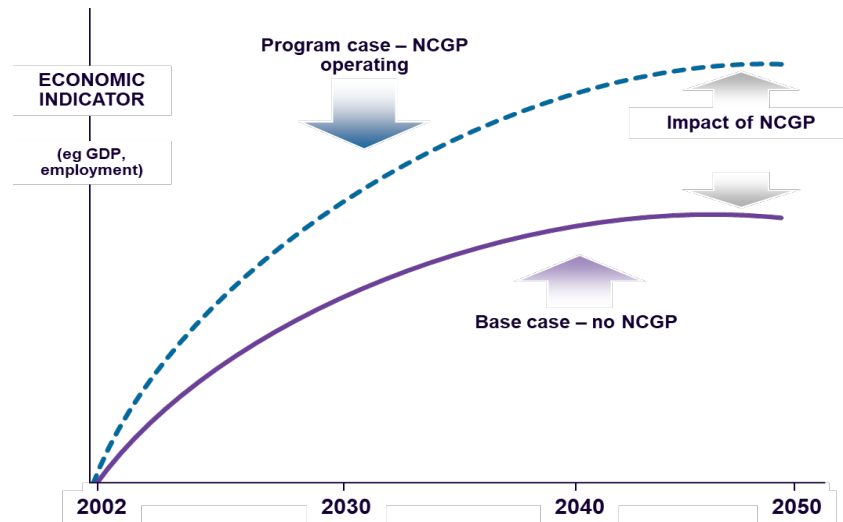 Program case – NCGP
operating
ECONOMIC
INDICATOR
Impact of NCGP
(eg GDP,
employment)
Base case – no NCGP
2002
2030
2040
2050